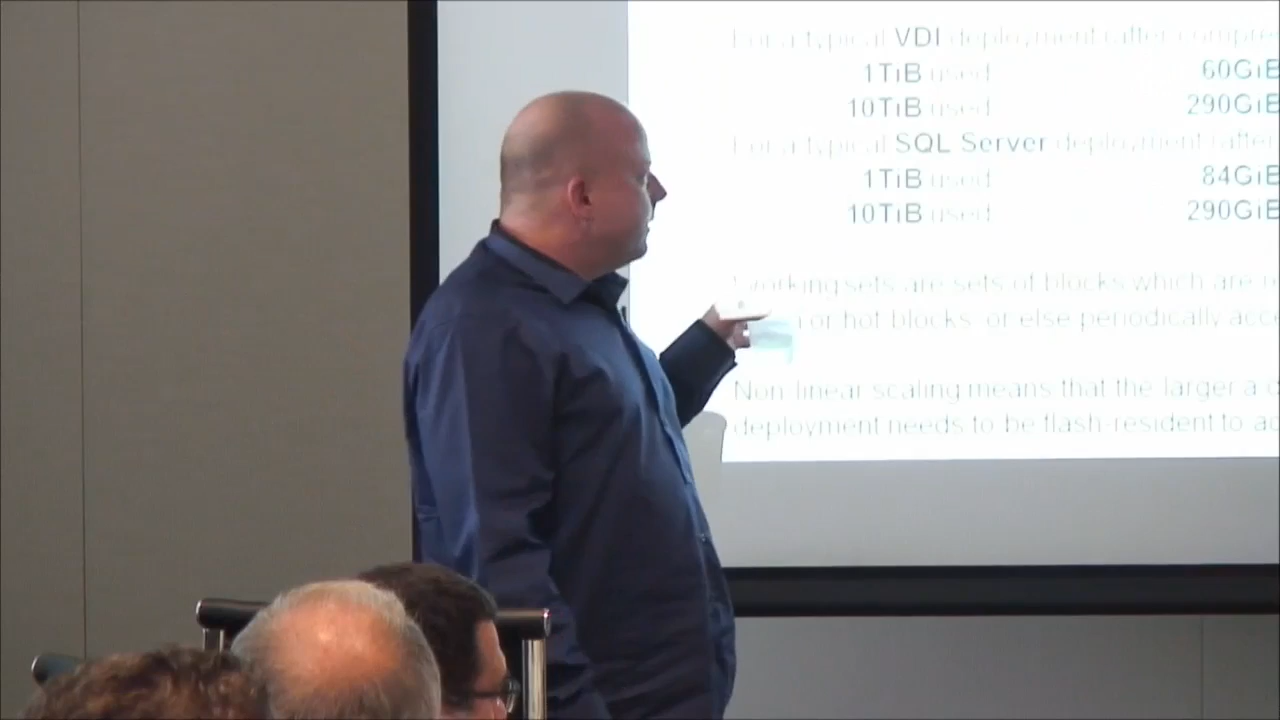 For a typical VDI deployment (after compre
1TiB used 60GiB
10TiB used 290GiB
For a typical SQL Server deployment (after
1TiB used 84GiB
10TiB used 290GiB
Working sets are sets of blocks which are
or hot blocks or else periodically acc
Non linear scaling means that the larger a
deployment needs to be flash-resident to